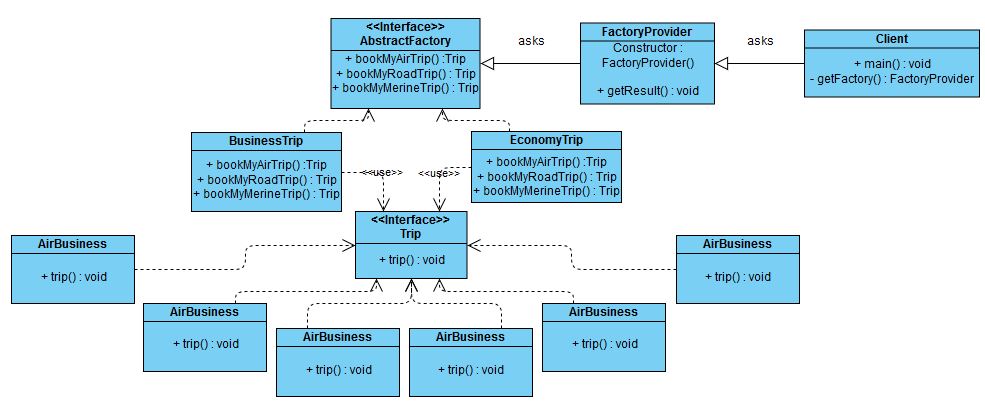 <<Interface>>
AbstractFactory
+ bookMyAirTrip() :Trip
+ bookMyRoadTrip() : Trip
+ bookMyMerineTrip() : Trip
asks
FactoryProvider
Constructor :
FactoryProvider()
+ getResult() : void
asks
Client
+ main() : void
- getFactory() : FactoryProvider
BusinessTrip
+ bookMyAirTrip() :Trip
+ bookMyRoadTrip() : Trip
+ bookMyMerineTrip() : Trip
EconomyTrip
+ bookMyAirTrip() :Trip
+ bookMyRoadTrip() : Trip
+ bookMyMerineTrip() : Trip
<<use>>
<<use>>
<<Interface>>
Trip
+ trip() : void
AirBusiness
+ trip() : void
AirBusiness
+ trip() : void
AirBusiness
+ trip() : void
AirBusiness
+ trip() : void
AirBusiness
+ trip() : void
AirBusiness
+ trip() : void